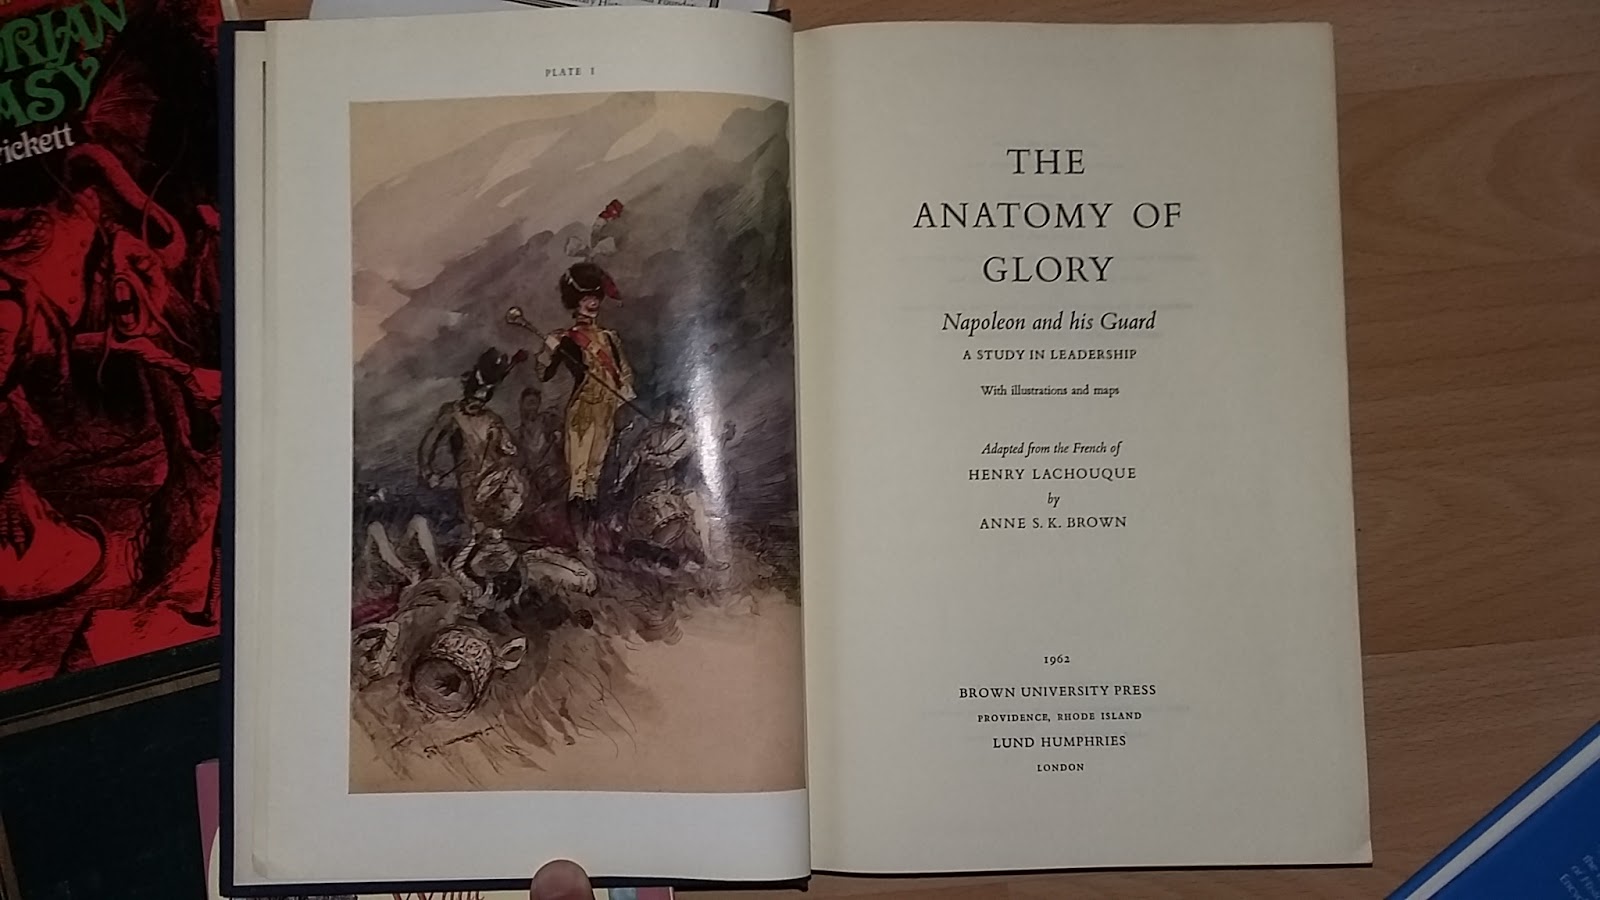 PLATE I
THE
ANATOMY OF
GLORY
Napoleon and his Guard
A STUDY IN LEADERSHIP
With illustrations and maps
Adapted from the French of
HENRY LACHOUQUE
by
ANNE S. K. BROWN
1962
BROWN UNIVERSITY PRESS
PROVIDENCE, RHODE ISLAND
LUND HUMPHRIES
LONDON